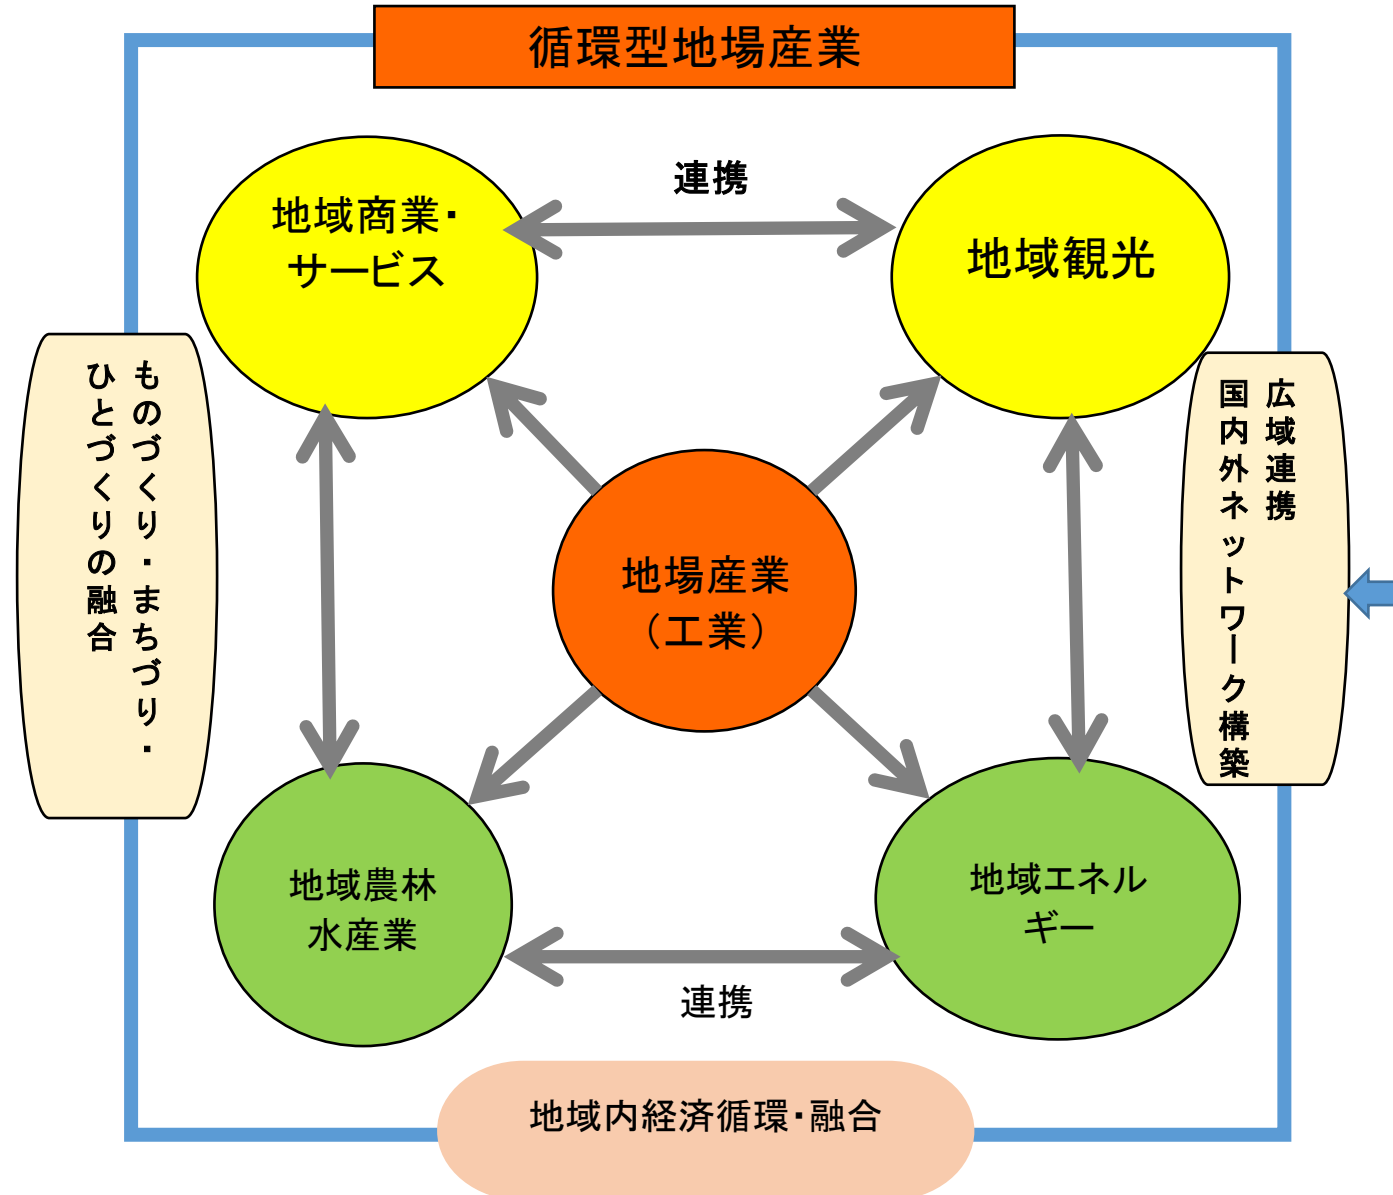 循環型地場産業
連携
地域商業・
サービス
地域観光
ものづくり・まちづくり・
ひとづくりの融合
広域連携
国内外ネットワーク構築
地場産業
（工業）
地域農林
水産業
地域エネル
ギー
連携
地域内経済循環・融合